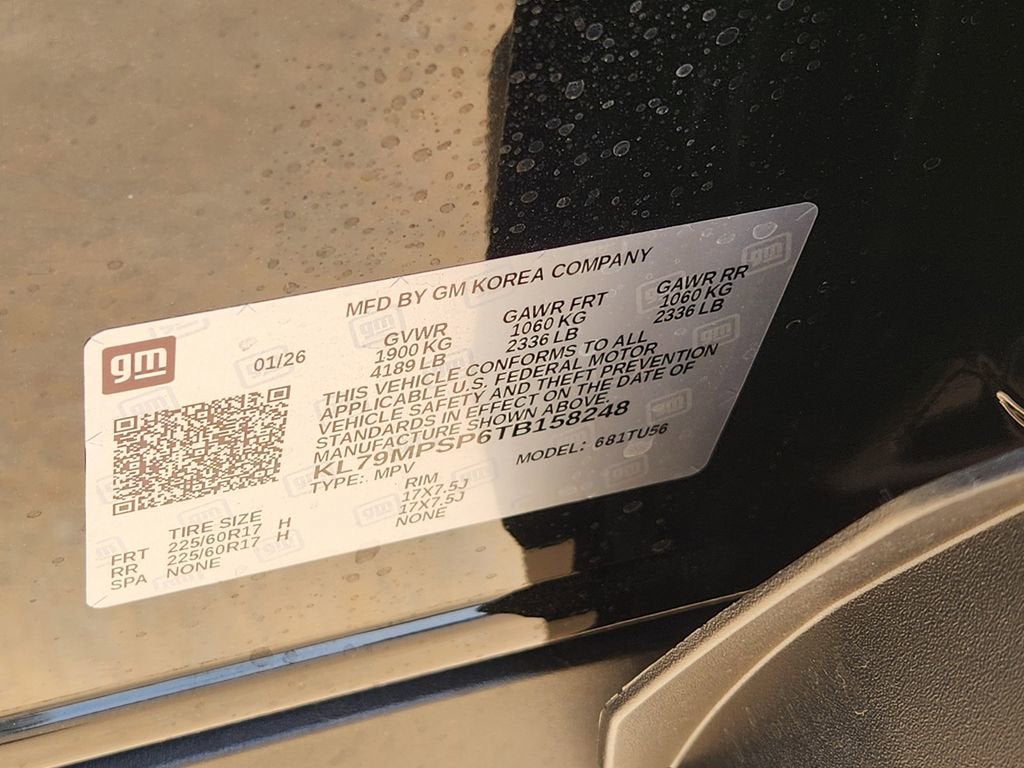 MFD BY GM KOREA COMPANY
gm
01/26
GVWR GAWR FRT GAWR RR
1900 KG 1060 KG 1060 KG
4189 LB 2336 LB 2336 LB
THIS VEHICLE CONFORMS TO ALL
APPLICABLE U.S. FEDERAL MOTOR
VEHICLE SAFETY AND THEFT PREVENTION
STANDARDS IN EFFECT ON THE DATE OF
MANUFACTURE SHOWN ABOVE.
KL79MPSP6TB158248
TYPE: MPV MODEL: 681TU56
TIRE SIZE RIM
FRT 225/60R17 H 17X7.5J
RR 225/60R17 H 17X7.5J
SPA NONE NONE